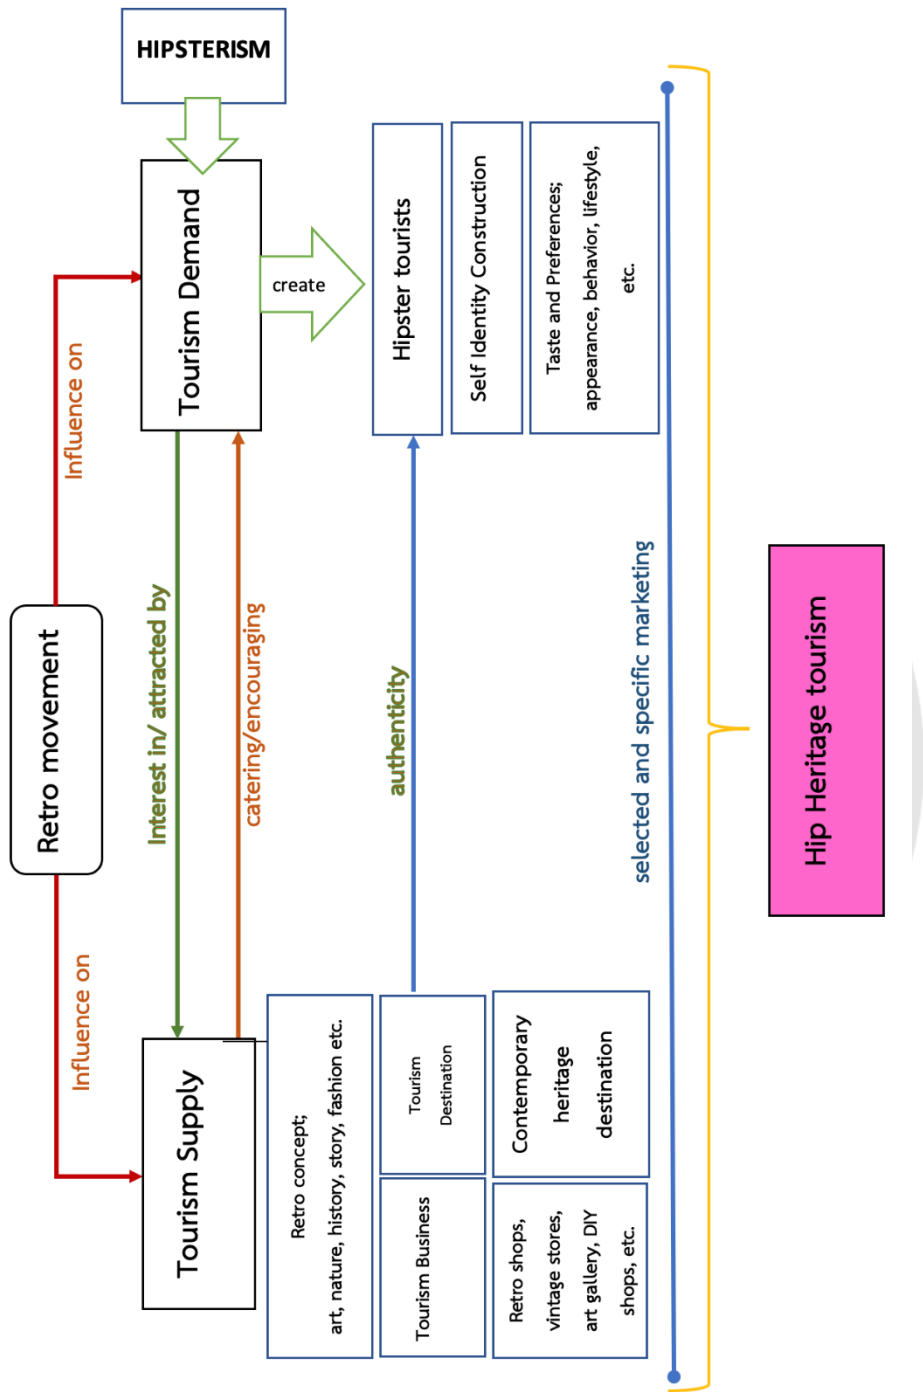 Retro movement
Influence on
Influence on
HIPSTERISM
Tourism Supply
Interest in/ attracted by
catering/encouraging
Tourism Demand
create
Retro concept;
art, nature, history, story, fashion etc.
Tourism Business
Tourism
Destination
authenticity
Hipster tourists
Self Identity Construction
Retro shops,
vintage stores,
art gallery, DIY
shops, etc.
Contemporary
heritage
destination
Taste and Preferences;
appearance, behavior, lifestyle,
etc.
selected and specific marketing
Hip Heritage tourism